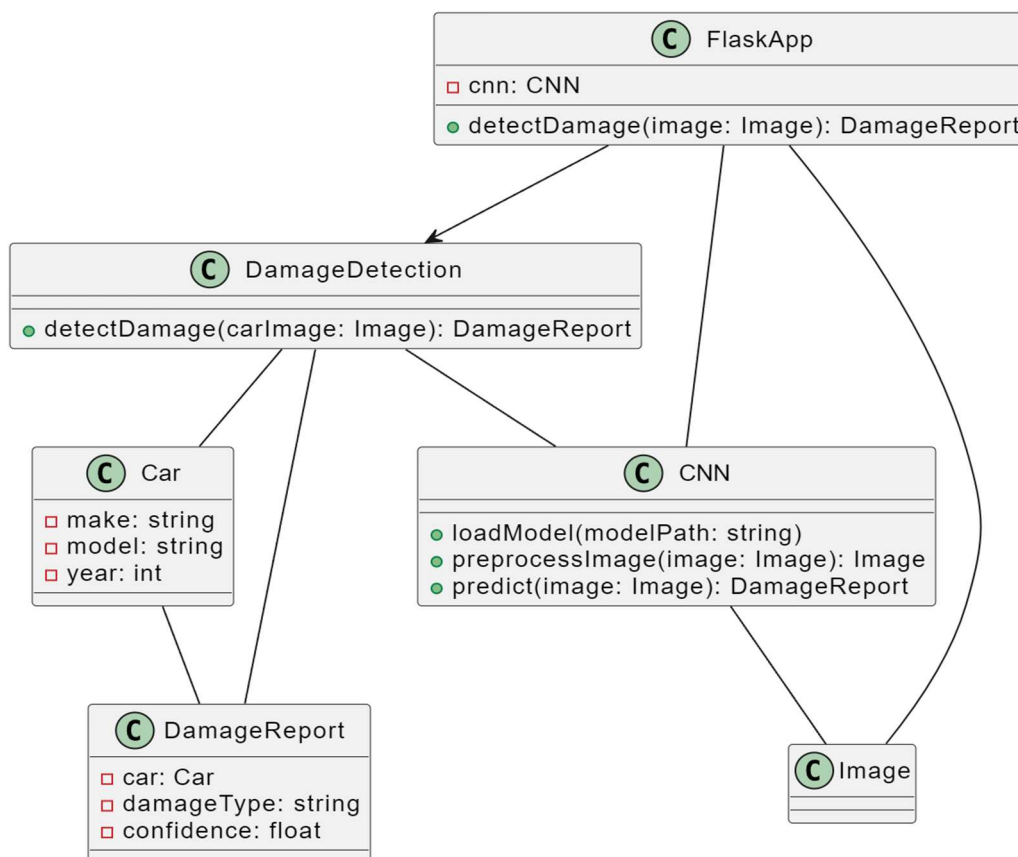 C FlaskApp
cnn: CNN
detectDamage(image: Image): DamageReport
C DamageDetection
detectDamage(carImage: Image): DamageReport
C Car
make: string
model: string
year: int
C CNN
loadModel(modelPath: string)
preprocessImage(image: Image): Image
predict(image: Image): DamageReport
C DamageReport
car: Car
damageType: string
confidence: float
C Image